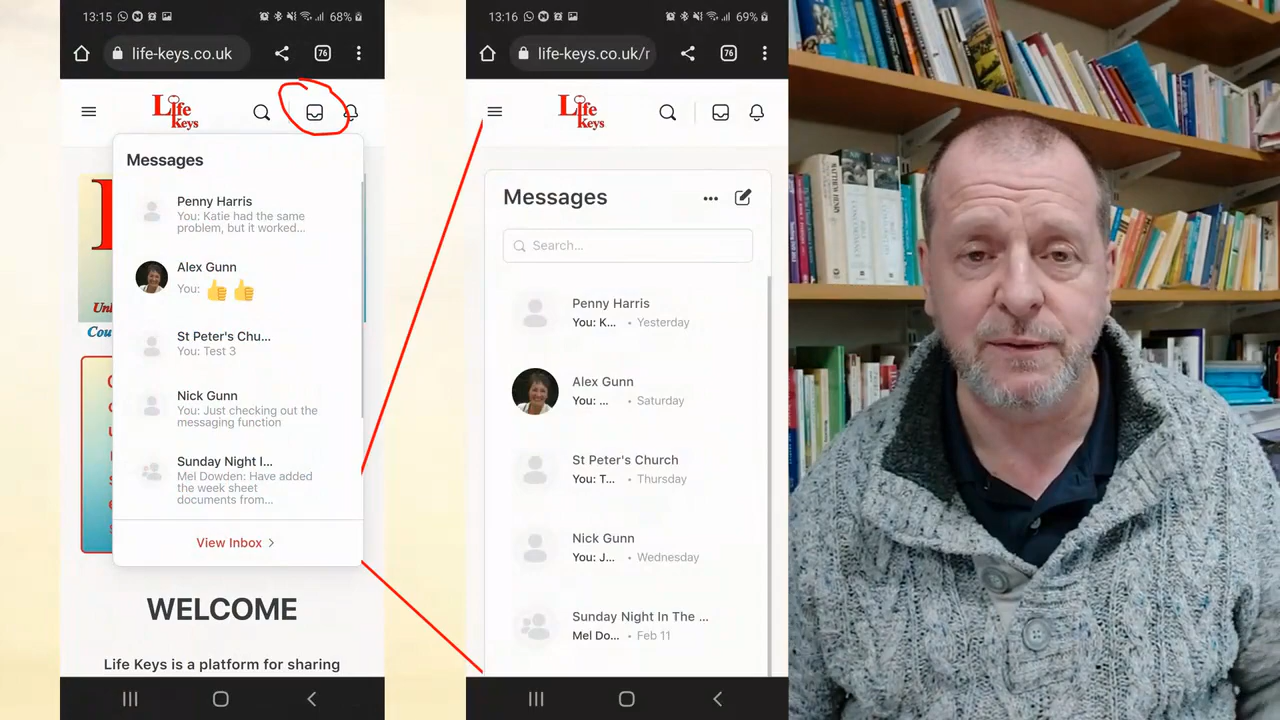 13:15
68%
life-keys.co.uk
76
Life
Keys
Messages
Penny Harris
You: Katie had the same
problem, but it worked...
Alex Gunn
You: 👍 👍
St Peter's Chu...
You: Test 3
Nick Gunn
You: Just checking out the
messaging function
Sunday Night I...
Mel Dowden: Have added
the week sheet
documents from...
View Inbox >
WELCOME
Life Keys is a platform for sharing
13:16
69%
life-keys.co.uk/r
76
Life
Keys
Messages
Search...
Penny Harris
You: K... • Yesterday
Alex Gunn
You: ... • Saturday
St Peter's Church
You: T... • Thursday
Nick Gunn
You: J... • Wednesday
Sunday Night In The ...
Mel Do... • Feb 11